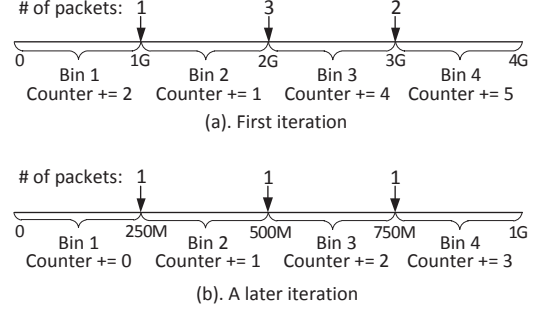 # of packets: 1 3 2
0 1G 2G 3G 4G
Bin 1 Bin 2 Bin 3 Bin 4
Counter += 2 Counter += 1 Counter += 4 Counter += 5
(a). First iteration
# of packets: 1 1 1
0 250M 500M 750M 1G
Bin 1 Bin 2 Bin 3 Bin 4
Counter += 0 Counter += 1 Counter += 2 Counter += 3
(b). A later iteration